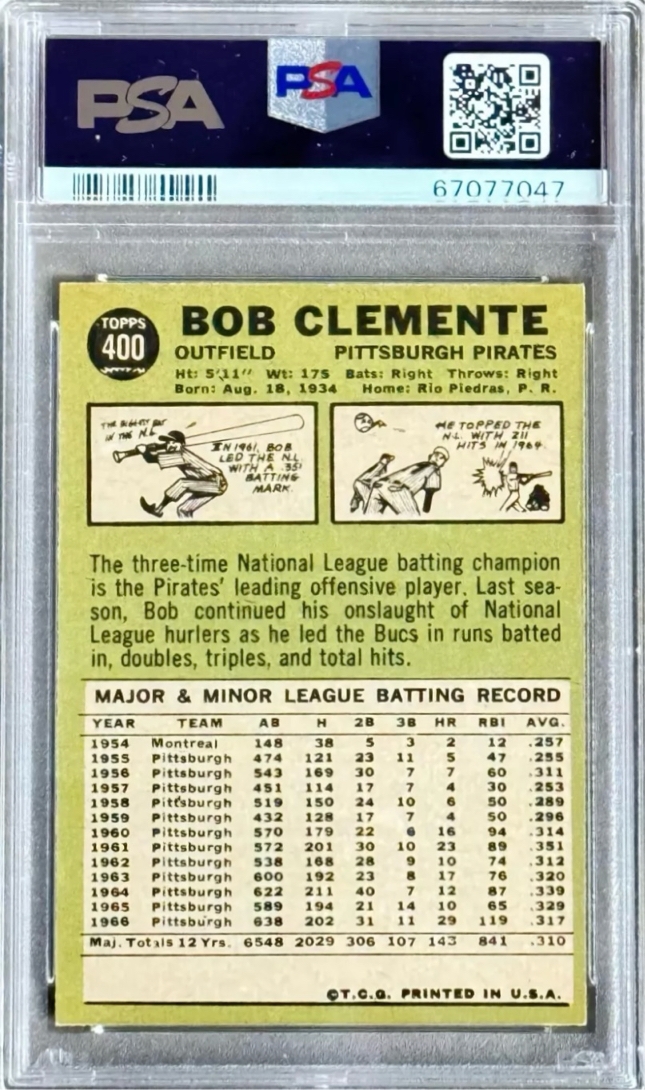 PSA
PSA
67077047
TOPPS
400
BOB CLEMENTE
OUTFIELD PITTSBURGH PIRATES
Ht: 5'11" Wt: 175 Bats: Right Throws: Right
Born: Aug. 18, 1934 Home: Rio Piedras, P. R.
THE BIGGEST BAT
IN THE N.L.
IN 1961, BOB
LED THE N.L.
WITH A .351
BATTING
MARK.
HE TOPPED THE
N.L. WITH 211
HITS IN 1964.
The three-time National League batting champion
is the Pirates' leading offensive player. Last sea-
son, Bob continued his onslaught of National
League hurlers as he led the Bucs in runs batted
in, doubles, triples, and total hits.
MAJOR & MINOR LEAGUE BATTING RECORD
YEAR TEAM AB H 2B 3B HR RBI AVG.
1954 Montreal 148 38 5 3 2 12 .257
1955 Pittsburgh 474 121 23 11 5 47 .255
1956 Pittsburgh 543 169 30 7 7 60 .311
1957 Pittsburgh 451 114 17 7 4 30 .253
1958 Pittsburgh 519 150 24 10 6 50 .289
1959 Pittsburgh 432 128 17 7 4 50 .296
1960 Pittsburgh 570 179 22 6 16 94 .314
1961 Pittsburgh 572 201 30 10 23 89 .351
1962 Pittsburgh 538 168 28 9 10 74 .312
1963 Pittsburgh 600 192 23 8 17 76 .320
1964 Pittsburgh 622 211 40 7 12 87 .339
1965 Pittsburgh 589 194 21 14 10 65 .329
1966 Pittsburgh 638 202 31 11 29 119 .317
Maj. Totals 12 Yrs. 6548 2029 306 107 143 841 .310
©T.C.G. PRINTED IN U.S.A.